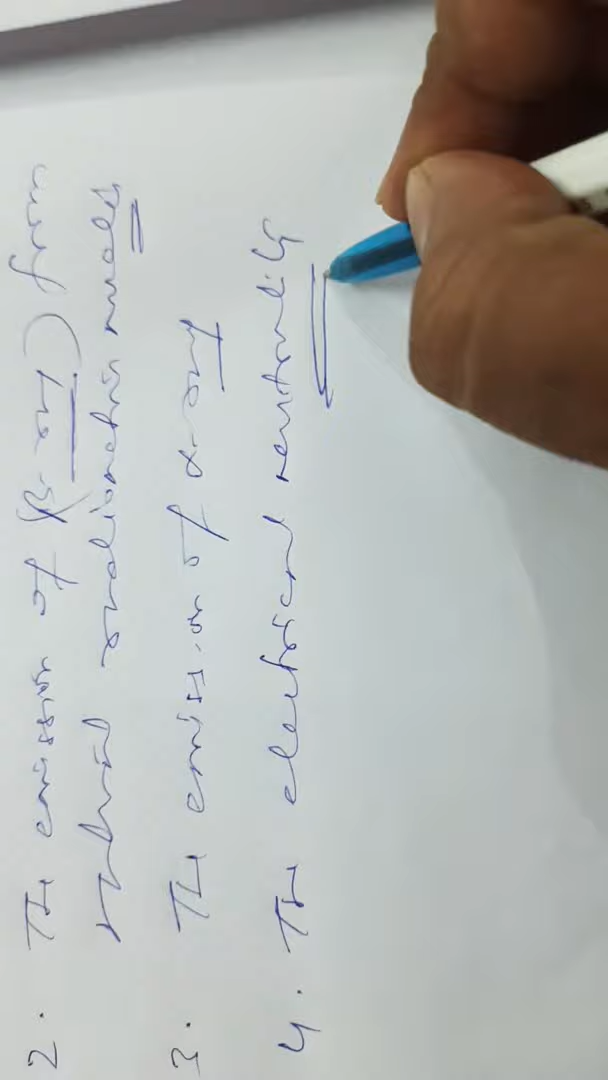 2. The emission of (β-ray) from
natural radioactive nuclei
3. The emission of α-ray
4. The electrical neutrality